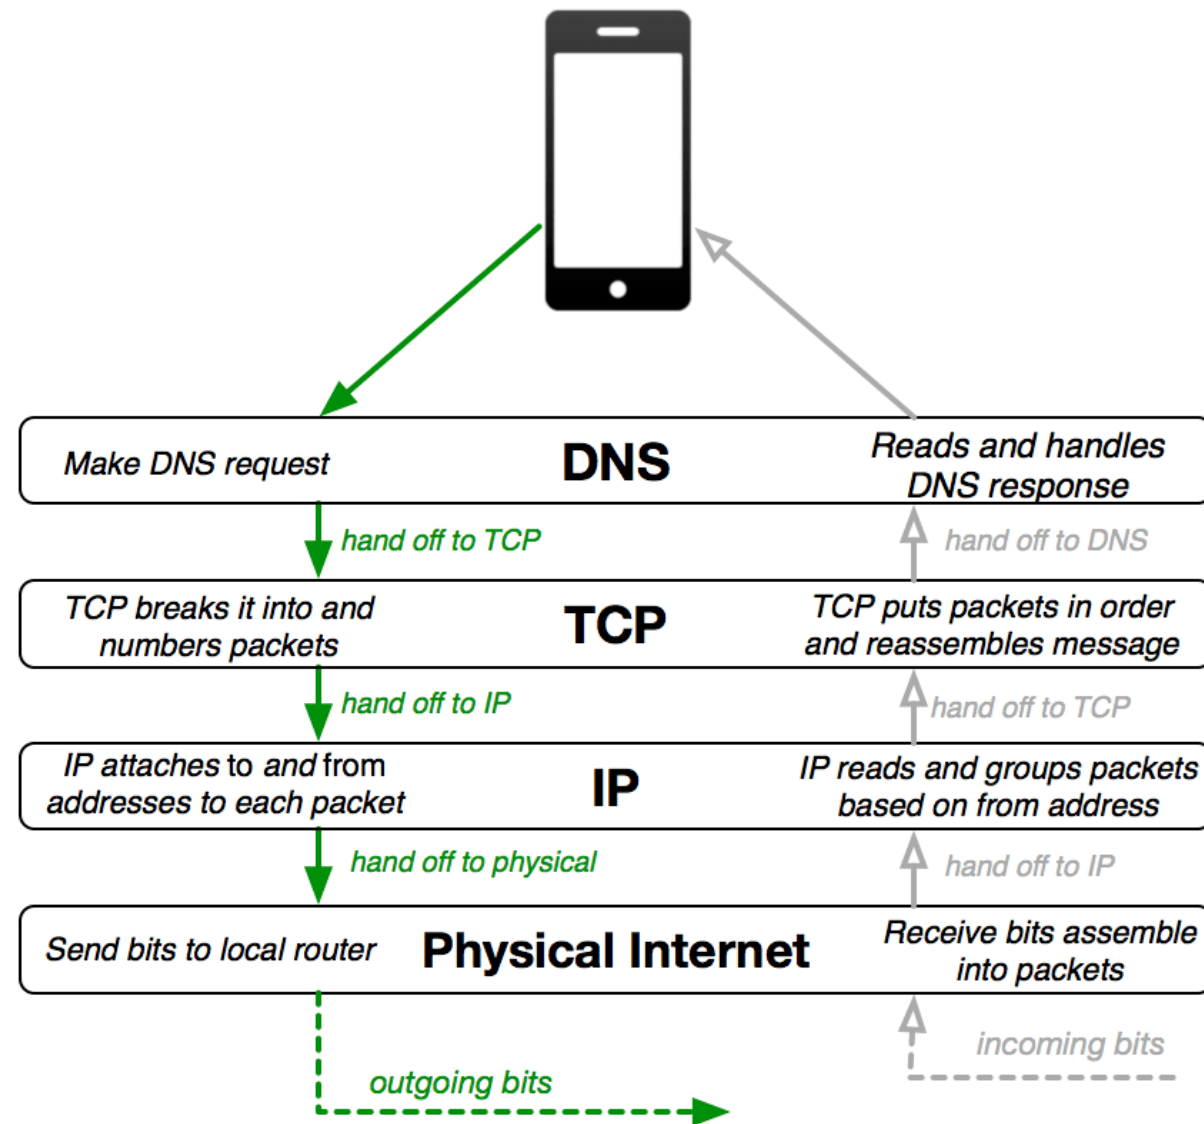 Make DNS request
DNS
Reads and handles
DNS response
hand off to TCP
hand off to DNS
TCP breaks it into and
numbers packets
TCP
TCP puts packets in order
and reassembles message
hand off to IP
hand off to TCP
IP attaches to and from
addresses to each packet
IP
IP reads and groups packets
based on from address
hand off to physical
hand off to IP
Send bits to local router
Physical Internet
Receive bits assemble
into packets
incoming bits
outgoing bits